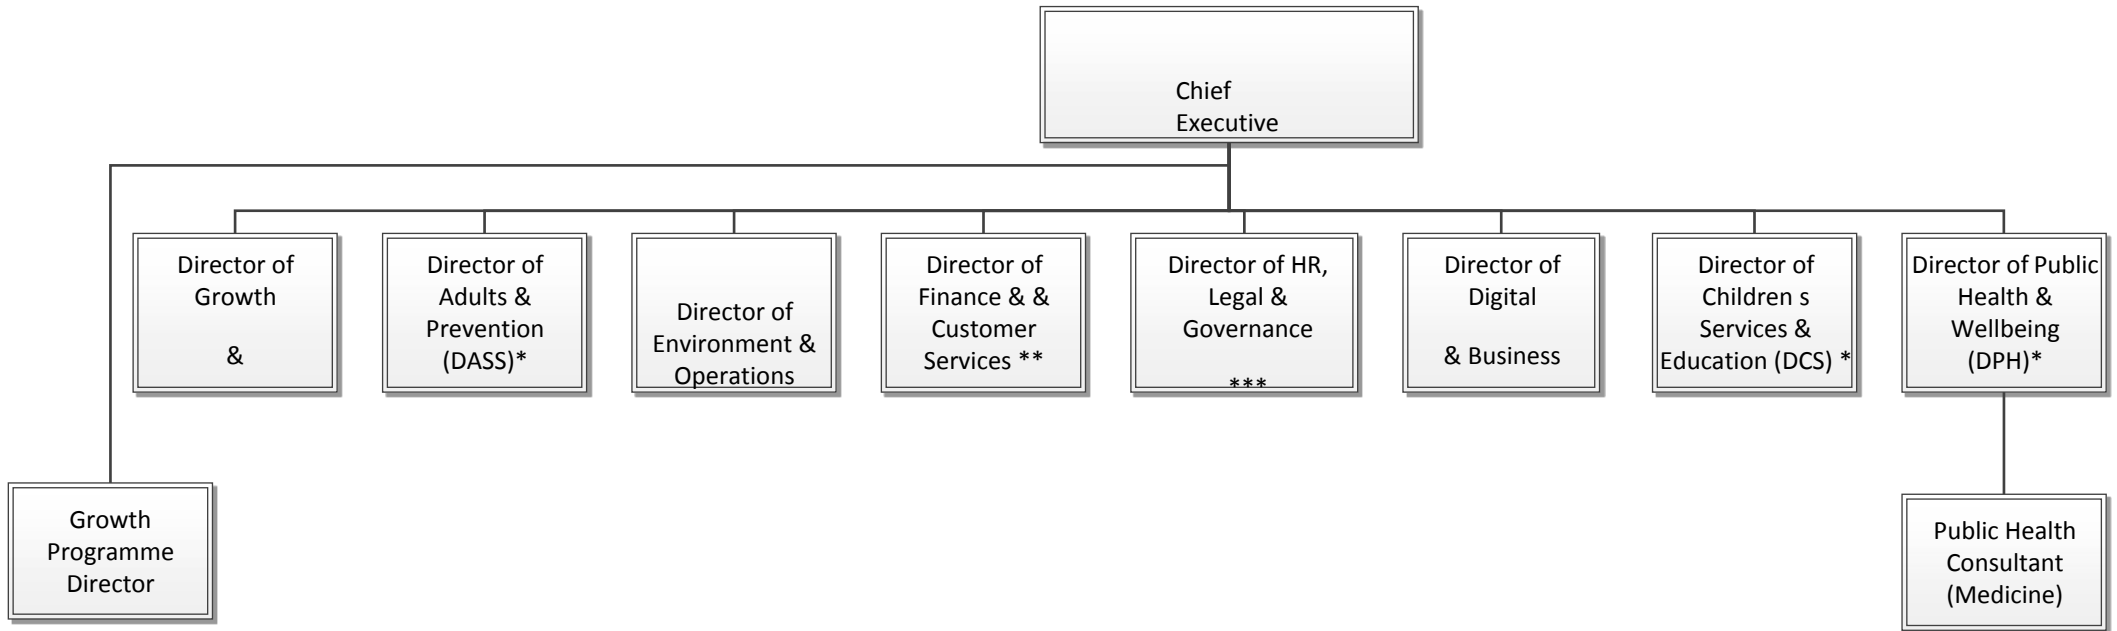 Chief
Executive
Director of
Growth
&
Director of
Adults &
Prevention
(DASS)*
Director of
Environment &
Operations
Director of
Finance & &
Customer
Services **
Director of HR,
Legal &
Governance
***
Director of
Digital
& Business
Director of
Children s
Services &
Education (DCS) *
Director of Public
Health &
Wellbeing
(DPH)*
Growth
Programme
Director
Public Health
Consultant
(Medicine)